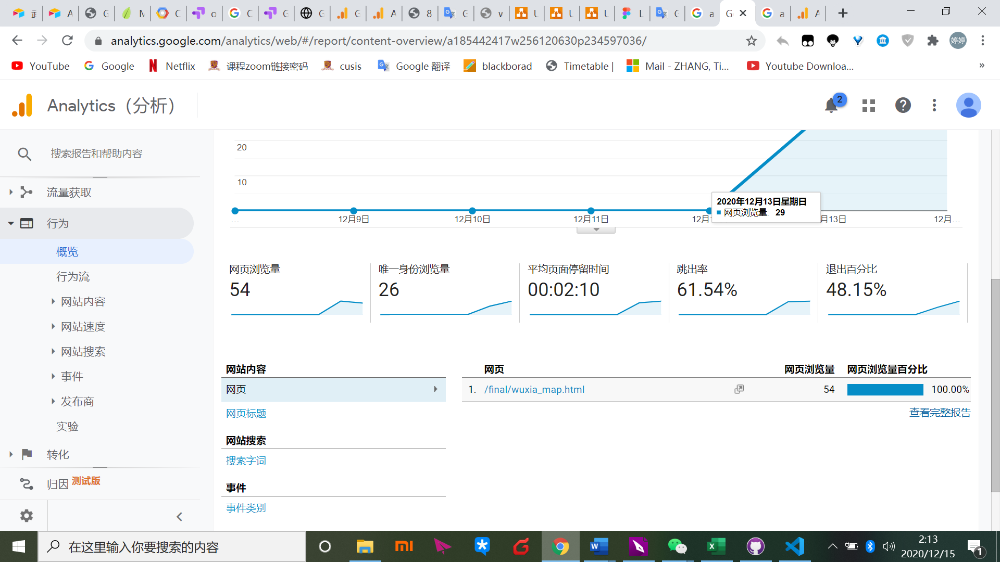 analytics.google.com/analytics/web/#/report/content-overview/a185442417w256120630p234597036/
婷婷
YouTube
Google
Netflix
课程zoom链接密码
cusis
Google 翻译
blackborad
Timetable |
Mail - ZHANG, Ti...
Youtube Downloa...
»
Analytics（分析）
2
搜索报告和帮助内容
流量获取
行为
概览
行为流
网站内容
网站速度
网站搜索
事件
发布商
实验
转化
归因 测试版
20
10
2020年12月13日星期日
网页浏览量: 29
...
12月9日
12月10日
12月11日
12月1
月13日
12月...
网页浏览量
54
唯一身份浏览量
26
平均页面停留时间
00:02:10
跳出率
61.54%
退出百分比
48.15%
网站内容
网页
网页标题
网站搜索
搜索字词
事件
事件类别
网页 网页浏览量 网页浏览量百分比
1. /final/wuxia_map.html 54 100.00%
查看完整报告
在这里输入你要搜索的内容
2:13
2020/12/15
1